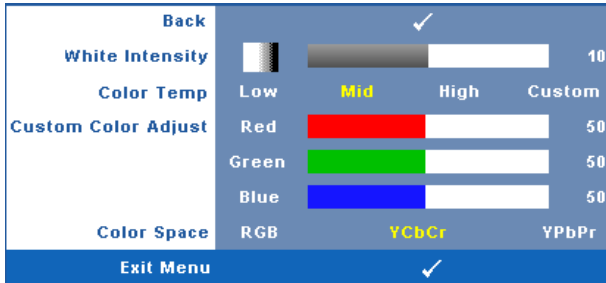 Back
White Intensity 10
Color Temp Low Mid High Custom
Custom Color Adjust Red 50
Green 50
Blue 50
Color Space RGB YCbCr YPbPr
Exit Menu